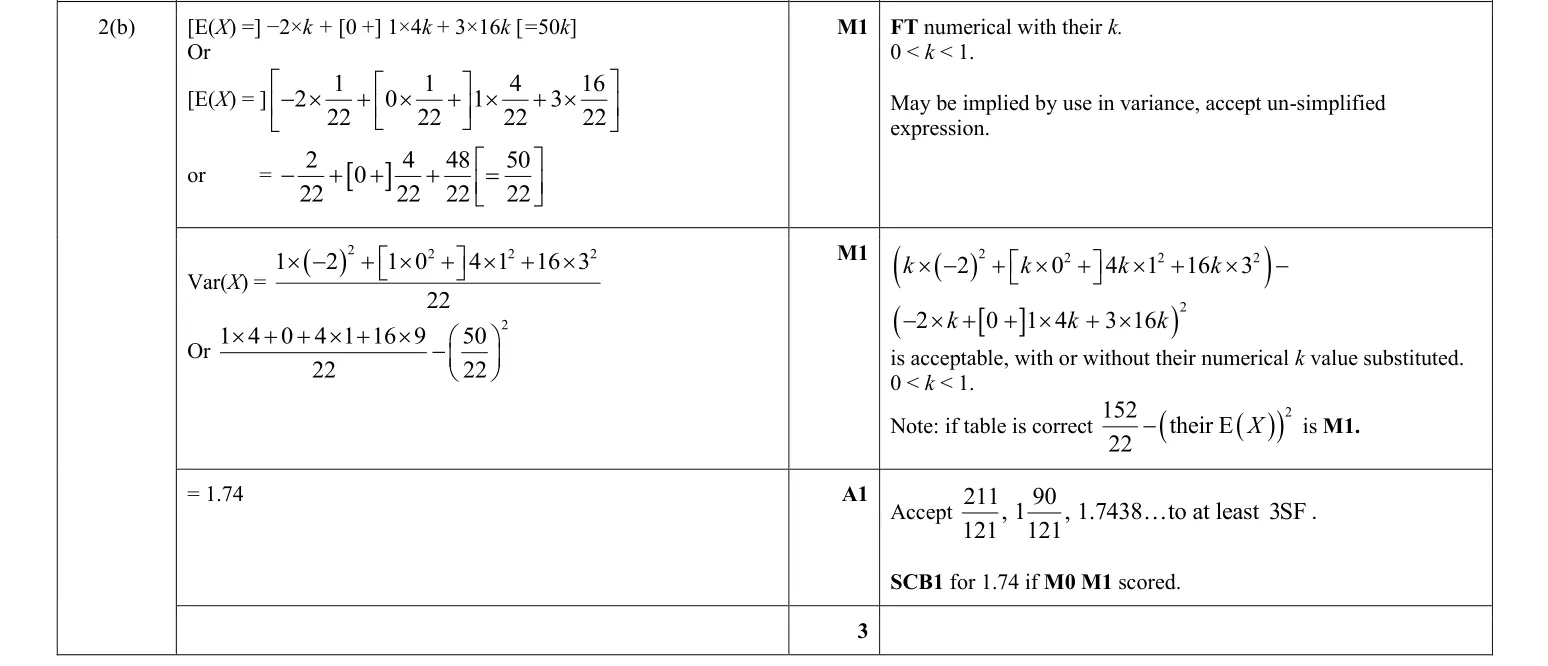 2(b)
[E(X) =] −2×k + [0 +] 1×4k + 3×16k [=50k]
Or
[E(X) = ] [−2 × 1/22 + [0 × 1/22 + ] 1 × 4/22 + 3 × 16/22]
or = − 2/22 + [0 +] 4/22 + 48/22 [= 50/22]
M1
FT numerical with their k.
0 < k < 1.
May be implied by use in variance, accept un-simplified
expression.
Var(X) = (1×(−2)² + [1×0² + ] 4×1² + 16×3²)/22
Or (1×4 + 0 + 4×1 + 16×9)/22 − (50/22)²
M1
(k×(−2)² + [k×0² + ] 4k×1² + 16k×3²) −
(−2×k + [0 +] 1×4k + 3×16k)²
is acceptable, with or without their numerical k value substituted.
0 < k < 1.
Note: if table is correct 152/22 − (their E(X))² is M1.
= 1.74
A1
Accept 211/121, 1 90/121, 1.7438…to at least 3SF .
SCB1 for 1.74 if M0 M1 scored.
3